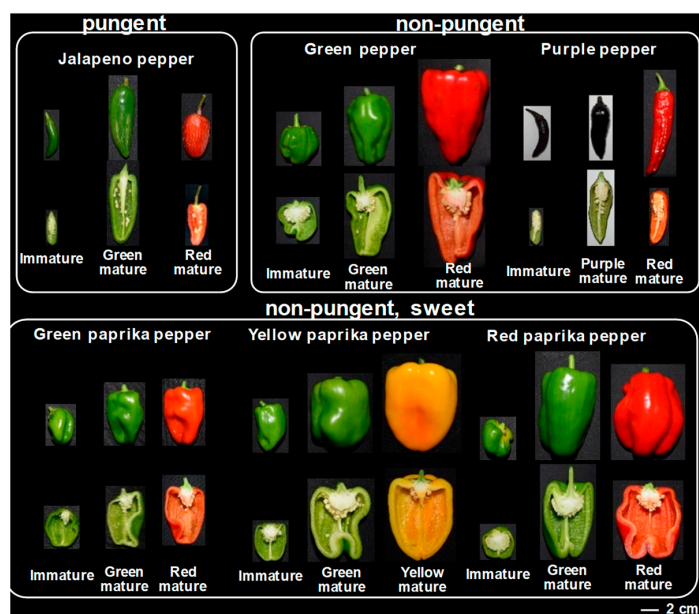 pungent
non-pungent
Jalapeno pepper
Green pepper
Purple pepper
Immature
Green
mature
Red
mature
Immature
Green
mature
Red
mature
Immature
Purple
mature
Red
mature
non-pungent, sweet
Green paprika pepper
Yellow paprika pepper
Red paprika pepper
Immature
Green
mature
Red
mature
Immature
Green
mature
Yellow
mature
Immature
Green
mature
Red
mature
2 cm